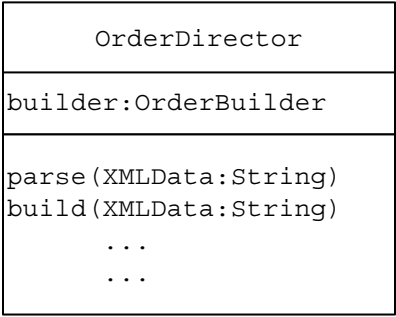 OrderDirector
builder:OrderBuilder
parse(XMLData:String)
build(XMLData:String)
...
...